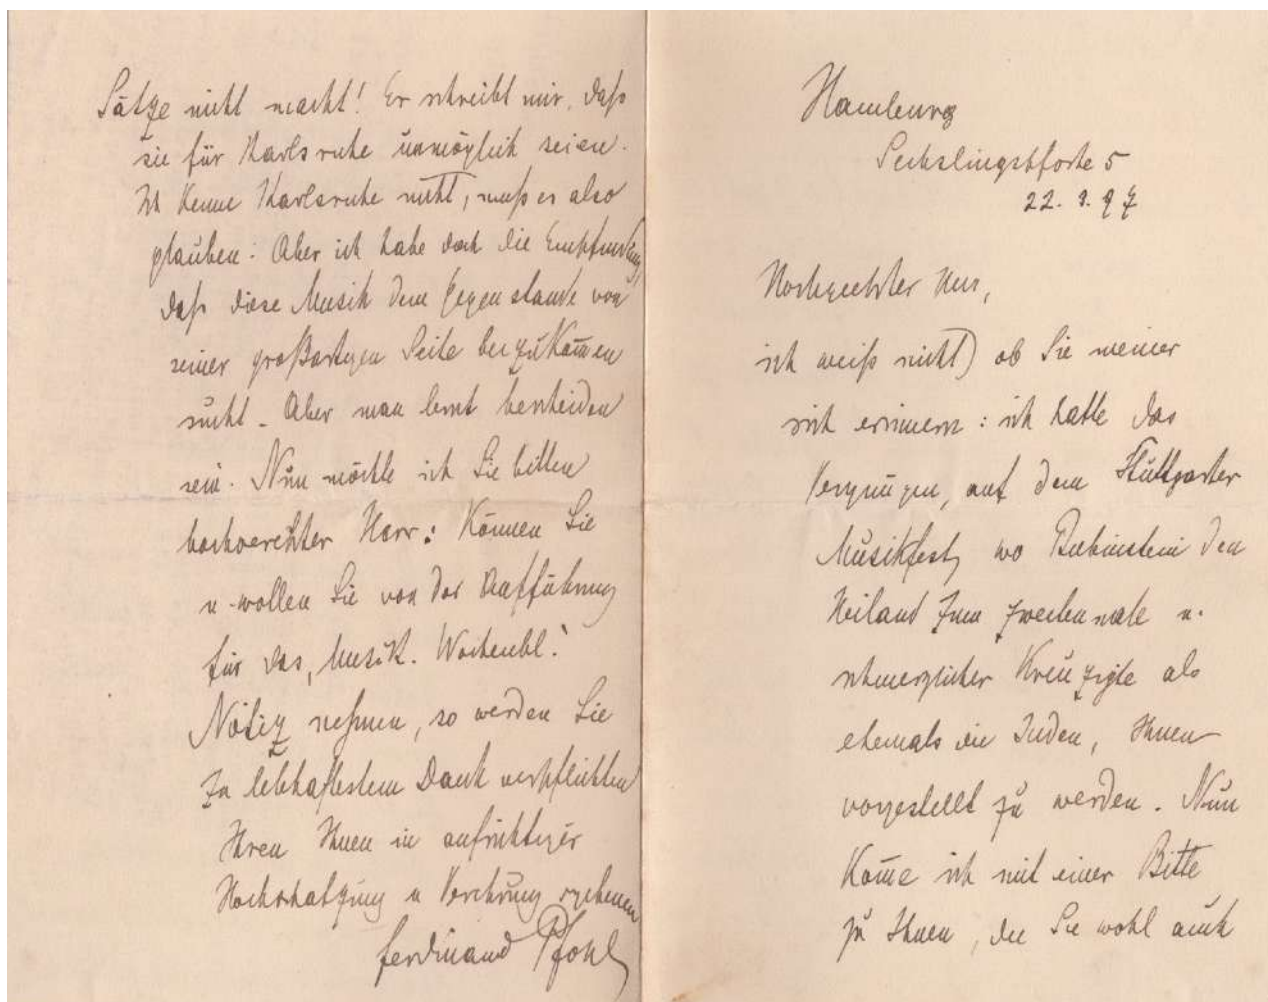 Hamburg
Sechslingspforte 5
22. 97
Hochgeehrter Herr,
ich weiß nicht, ob Sie meiner
sich erinnern: ich hatte das
Vergnügen, auf dem Stuttgarter
Musikfest, wo Rubinstein den
Heiland zum zweitenmale u.
schmerzlicher kreuzigte als
ehemals die Juden, Ihnen
vorgestellt zu werden. Nun
kom̅e ich mit einer Bitte
zu Ihnen, die Sie wohl auch
Sätze nicht macht! Er schreibt mir, daß
sie für Karlsruhe unmöglich seien.
Ich kenne Karlsruhe nicht, muß es also
glauben: Aber ich habe doch die Empfindung,
daß diese Musik dem Gegenstande von
seiner großartigen Seite beizukom̅en
sucht. Aber man lernt bescheiden
sein. Nun möchte ich Sie bitten
hochverehrter Herr: Können Sie
u. wollen Sie von der Aufführung
für das „Musik. Wochenbl."
Notiz nehmen, so werden Sie
zu lebhaftestem Dank verpflichten
Ihren Ihnen in aufrichtiger
Hochschätzung u Verehrung ergebenen
Ferdinand Pfohl